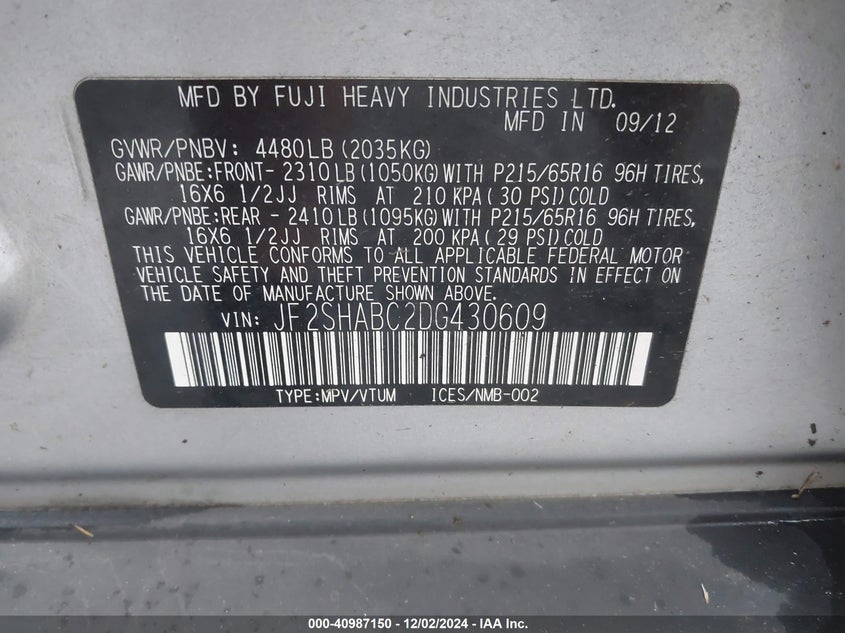 MFD BY FUJI HEAVY INDUSTRIES LTD.
MFD IN 09/12
GVWR/PNBV: 4480LB(2035KG)
GAWR/PNBE:FRONT- 2310LB(1050KG)WITH P215/65R16 96H TIRES,
16X6 1/2JJ RIMS AT 210 KPA(30 PSI)COLD
GAWR/PNBE:REAR - 2410LB(1095KG)WITH P215/65R16 96H TIRES,
16X6 1/2JJ RIMS AT 200 KPA(29 PSI)COLD
THIS VEHICLE CONFORMS TO ALL APPLICABLE FEDERAL MOTOR
VEHICLE SAFETY AND THEFT PREVENTION STANDARDS IN EFFECT ON
THE DATE OF MANUFACTURE SHOWN ABOVE.
VIN: JF2SHABC2DG430609
TYPE:MPV/VTUM ICES/NMB-002
000-40987150 - 12/02/2024 - IAA Inc.